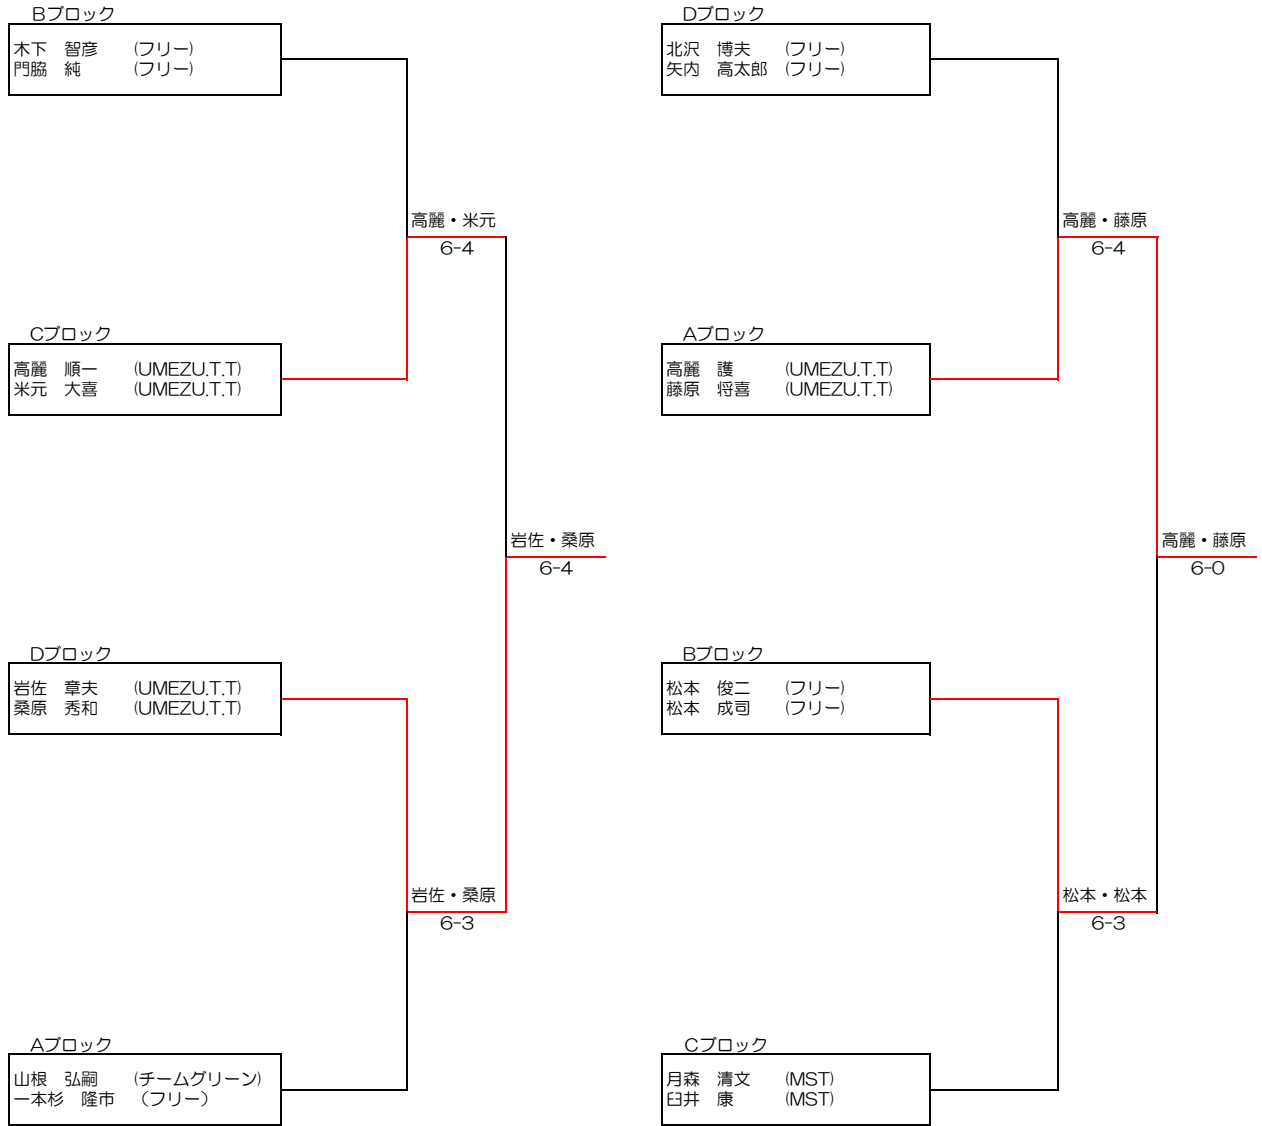 Bブロック
木下　智彦　　(フリー)
門脇　純　　　(フリー)
高麗・米元
6-4
Cブロック
高麗　順一　　(UMEZU.T.T)
米元　大喜　　(UMEZU.T.T)
岩佐・桑原
6-4
Dブロック
岩佐　章夫　　(UMEZU.T.T)
桑原　秀和　　(UMEZU.T.T)
岩佐・桑原
6-3
Aブロック
山根　弘嗣　　(チームグリーン)
一本杉　隆市　（フリー）
Dブロック
北沢　博夫　　(フリー)
矢内　高太郎　(フリー)
高麗・藤原
6-4
Aブロック
高麗　護　　　(UMEZU.T.T)
藤原　将喜　　(UMEZU.T.T)
高麗・藤原
6-0
Bブロック
松本　俊二　　(フリー)
松本　成司　　(フリー)
松本・松本
6-3
Cブロック
月森　清文　　(MST)
臼井　康　　　(MST)